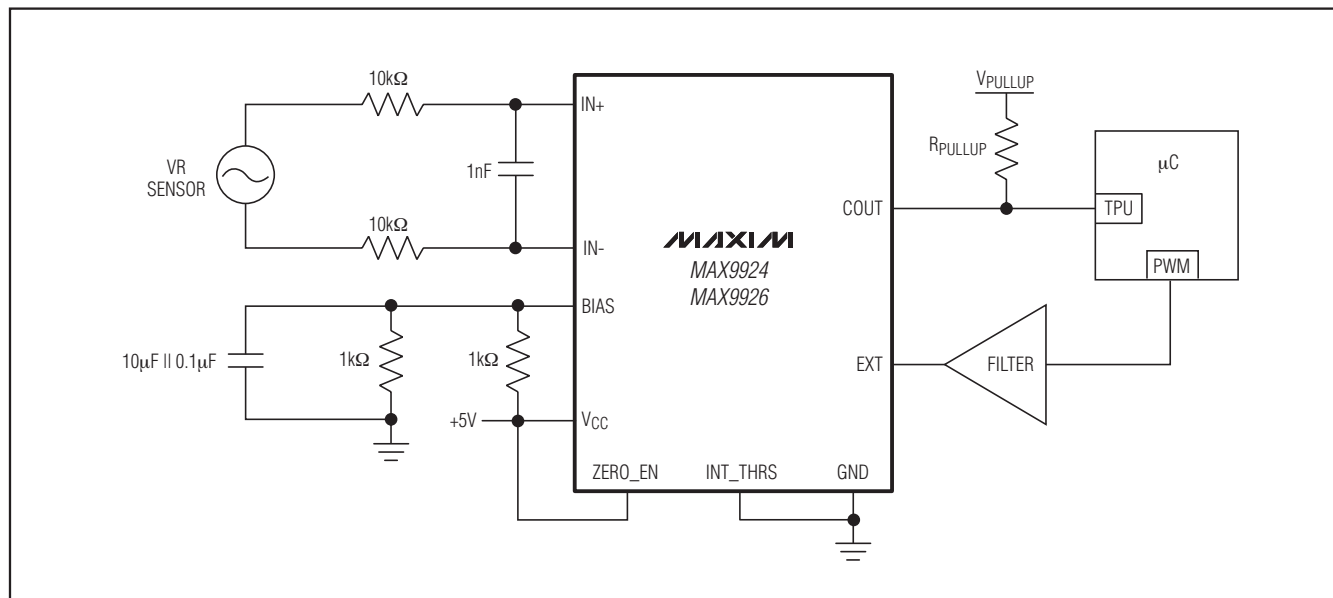 10kΩ
IN+
VR
SENSOR
1nF
10kΩ
IN-
BIAS
10μF || 0.1μF
1kΩ
1kΩ
+5V
VCC
ZERO_EN
INT_THRS
GND
MAXIM
MAX9924
MAX9926
COUT
EXT
VPULLUP
RPULLUP
μC
TPU
PWM
FILTER